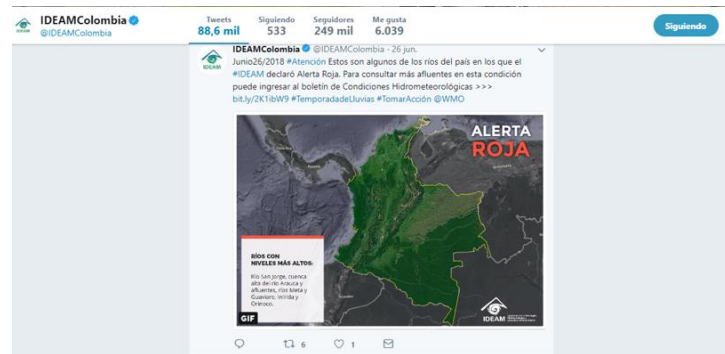 IDEAMColombia
@IDEAMColombia
Tweets
88,6 mil
Siguiendo
533
Seguidores
249 mil
Me gusta
6.039
Siguiendo
IDEAM
IDEAMColombia @IDEAMColombia · 26 jun.
Junio26/2018 #Atención Estos son algunos de los ríos del país en los que el
#IDEAM declaró Alerta Roja. Para consultar más afluentes en esta condición
puede ingresar al boletín de Condiciones Hidrometeorológicas >>>
bit.ly/2K1ibW9 #TemporadadeLluvias #TomarAcción @WMO
ALERTA
ROJA
RÍOS CON
NIVELES MÁS ALTOS:
Río San Jorge, cuenca
alta del río Arauca y
afluentes, ríos Meta y
Guaviare, Inírida y
Orinoco.
GIF
IDEAM
6
1